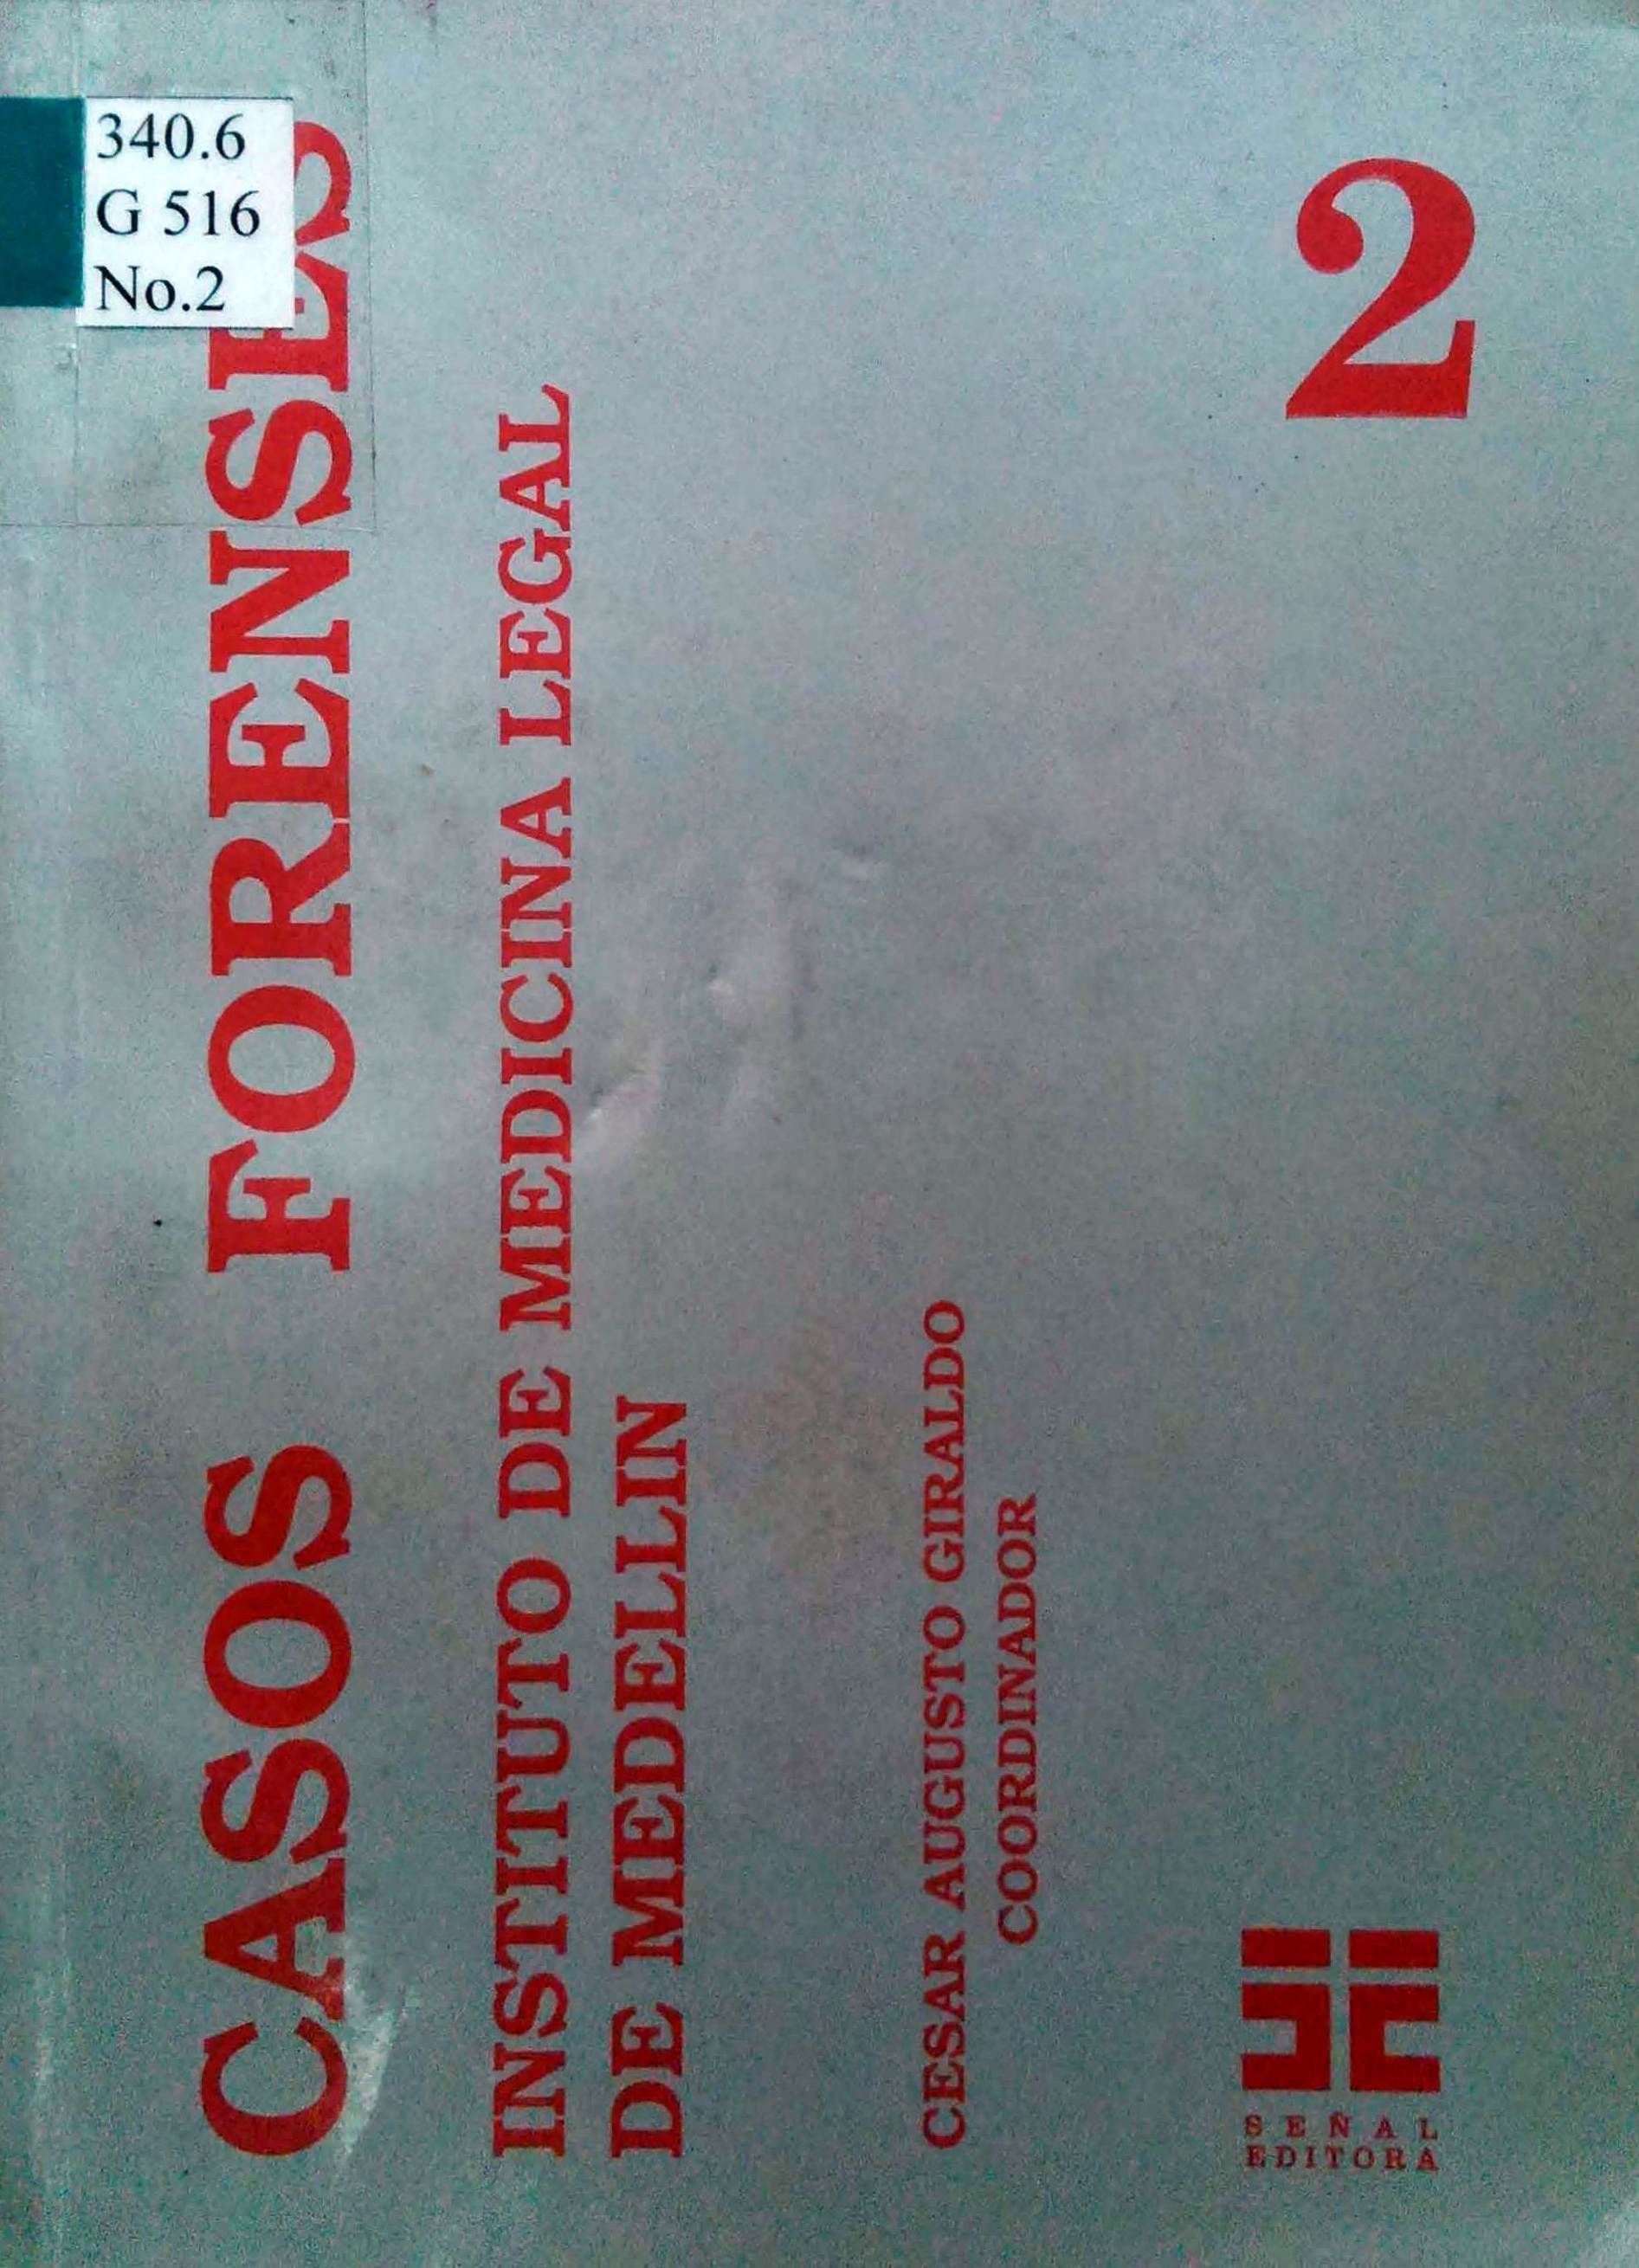 340.6
G 516
No.2
CASOS FORENSES
INSTITUTO DE MEDICINA LEGAL
DE MEDELLIN
CESAR AUGUSTO GIRALDO
COORDINADOR
2
SEÑAL
EDITORA